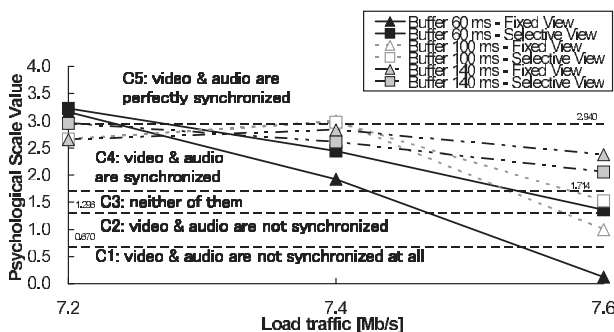 Buffer 60 ms - Fixed View
Buffer 60 ms - Selective View
Buffer 100 ms - Fixed View
Buffer 100 ms - Selective View
Buffer 140 ms - Fixed View
Buffer 140 ms - Selective View
Psychological Scale Value
4.0
3.5
3.0
2.5
2.0
1.5
1.0
0.5
0.0
C5: video & audio are
perfectly synchronized
2.940
C4: video & audio
are synchronized
1.714
C3: neither of them
1.293
C2: video & audio are not synchronized
0.670
C1: video & audio are not synchronized at all
7.2
7.4
7.6
Load traffic [Mb/s]